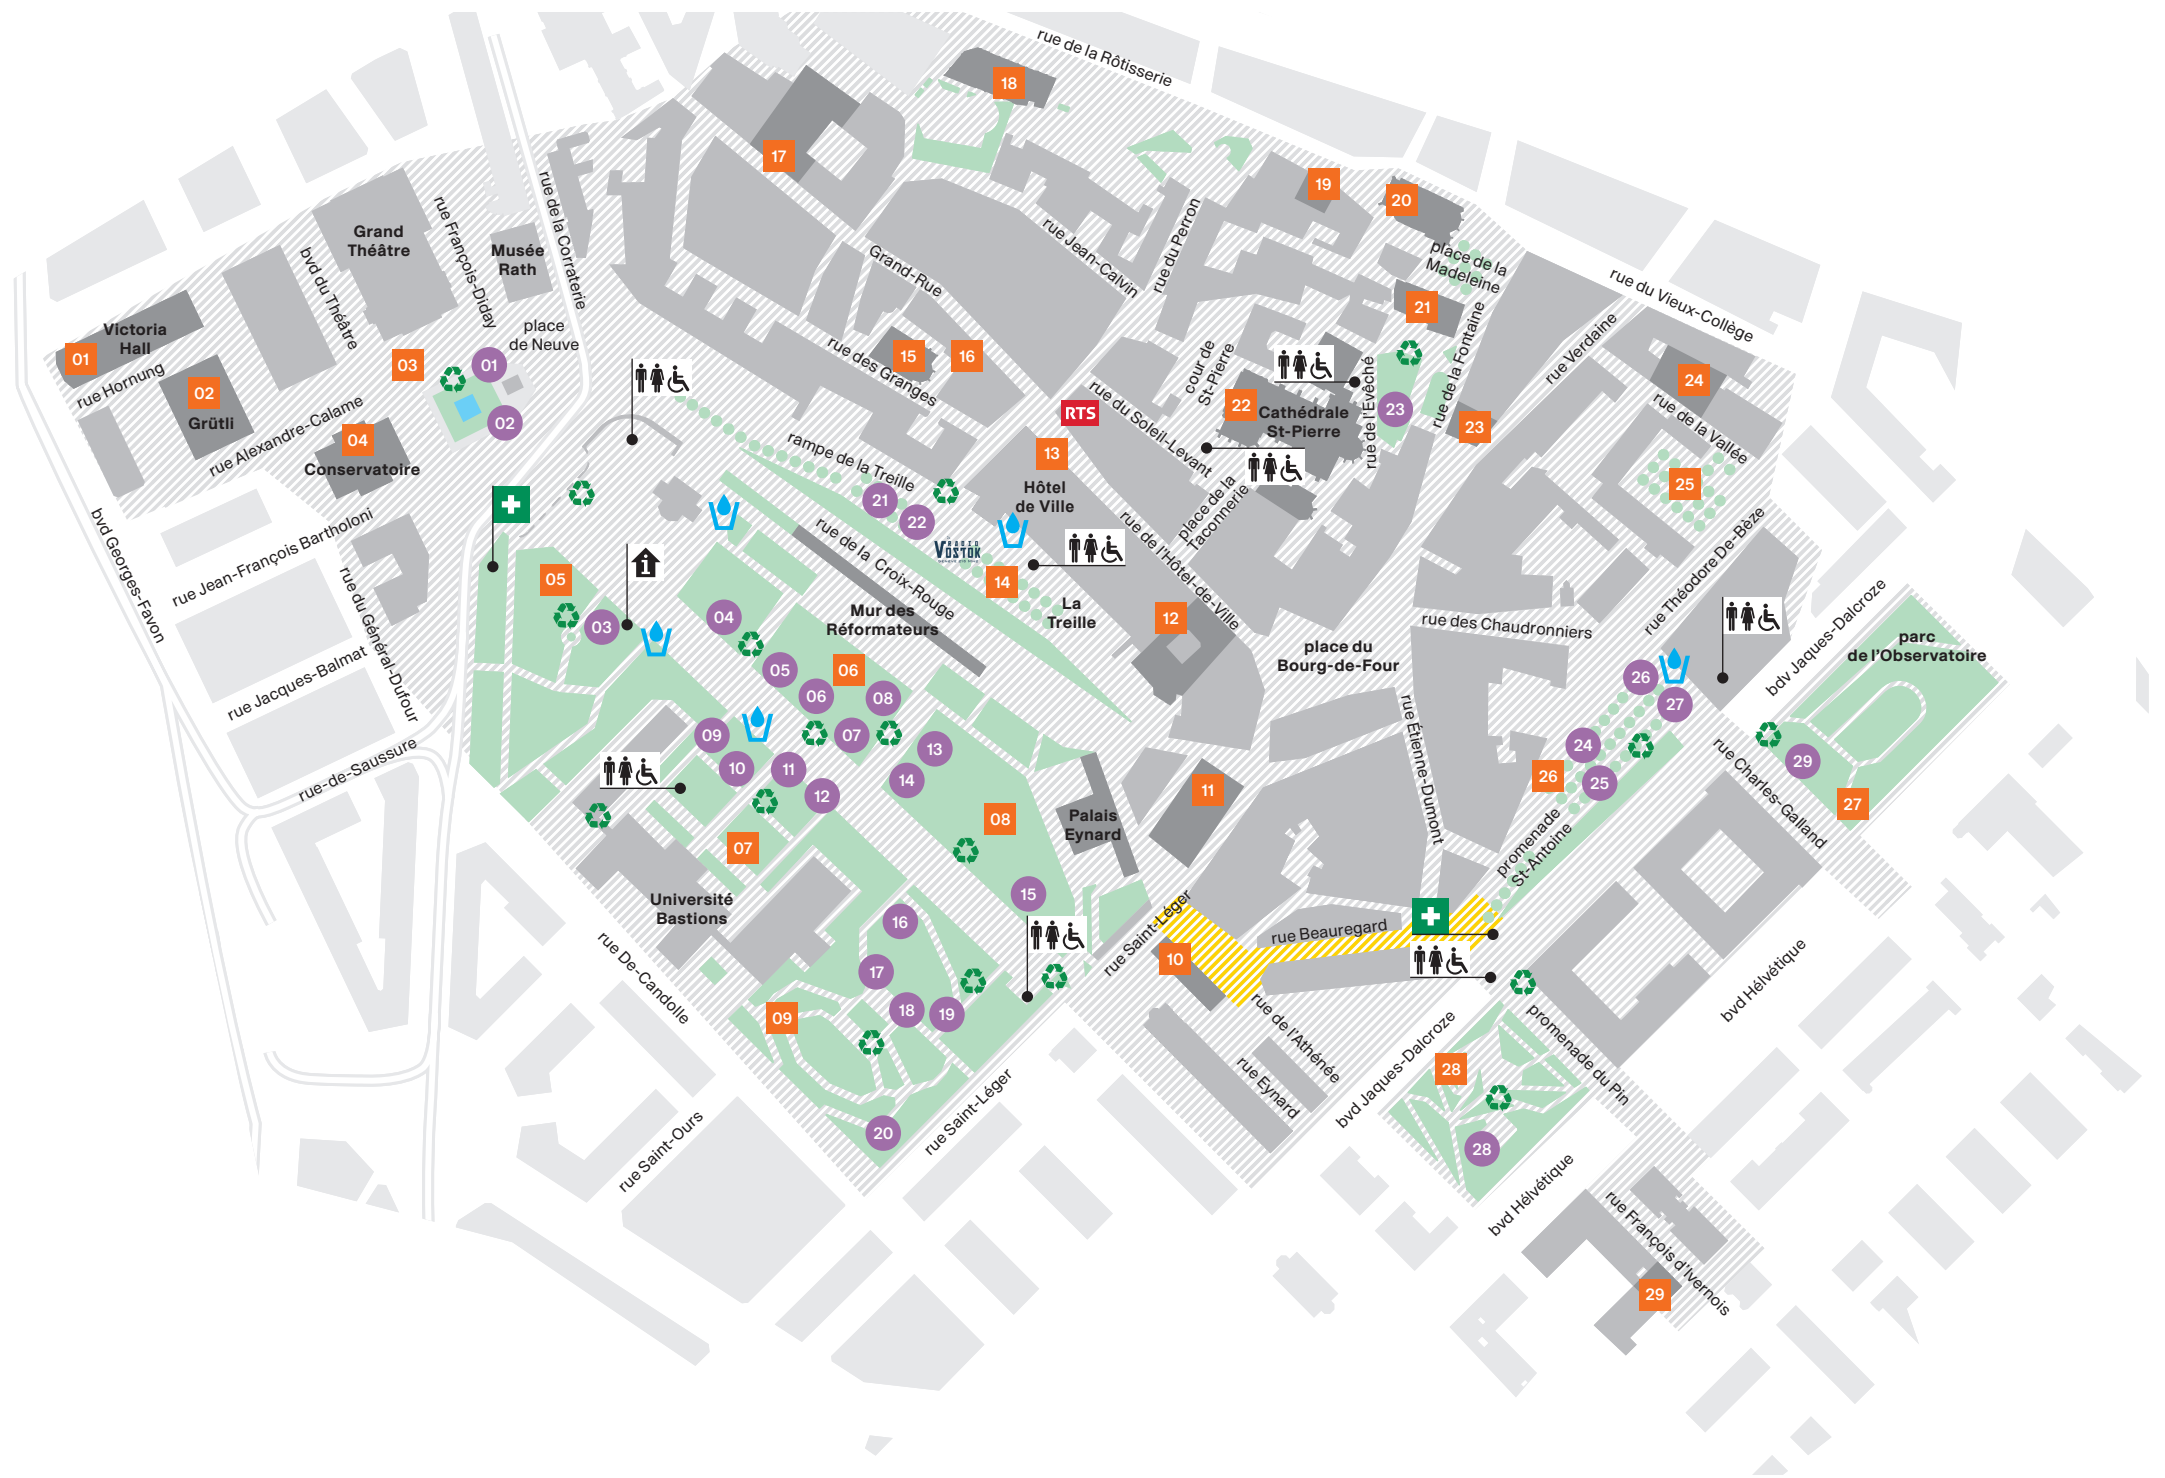 rue de la Rôtisserie
18
17
19
20
rue de la Corraterie
rue François-Diday
Grand
Théâtre
Musée
Rath
bvd du Théâtre
rue Jean-Calvin
rue du Perron
Grand-Rue
place de la
Madeleine
rue du Vieux-Collège
21
rue de la Fontaine
rue Verdaine
Victoria
Hall
01
rue Hornung
02
Grütli
03
01
02
place
de Neuve
04
Conservatoire
rue Alexandre-Calame
rue des Granges
15
16
RTS
rue du Soleil-Levant
cour de
St-Pierre
22
Cathédrale
St-Pierre
rue de l'Evêché
23
23
24
rue de la Vallée
25
rampe de la Treille
21
22
13
Hôtel
de Ville
place de la
Taconnerie
rue de l'Hôtel-de-Ville
rue Théodore De-Bèze
bvd Georges-Favon
rue Jean-François Bartholoni
rue du Général-Dufour
rue Jacques-Balmat
rue-de-Saussure
i
05
03
04
rue de la Croix-Rouge
RADIO
VOSTOK
14
La
Treille
Mur des
Réformateurs
12
place du
Bourg-de-Four
rue des Chaudronniers
bdv Jaques-Dalcroze
parc
de l'Observatoire
05
06
06
08
07
09
10
11
12
13
14
26
27
24
25
26
29
27
rue Charles-Galland
rue Étienne-Dumont
promenade
St-Antoine
11
Palais
Eynard
08
07
Université
Bastions
15
16
17
18
19
09
20
rue De-Candolle
rue Saint-Léger
rue Saint-Léger
rue Saint-Ours
10
rue Beauregard
rue de l'Athénée
rue Eynard
bvd Jaques-Dalcroze
promenade du Pin
bvd Hélvétique
28
28
bvd Hélvétique
rue François d'Ivernois
29